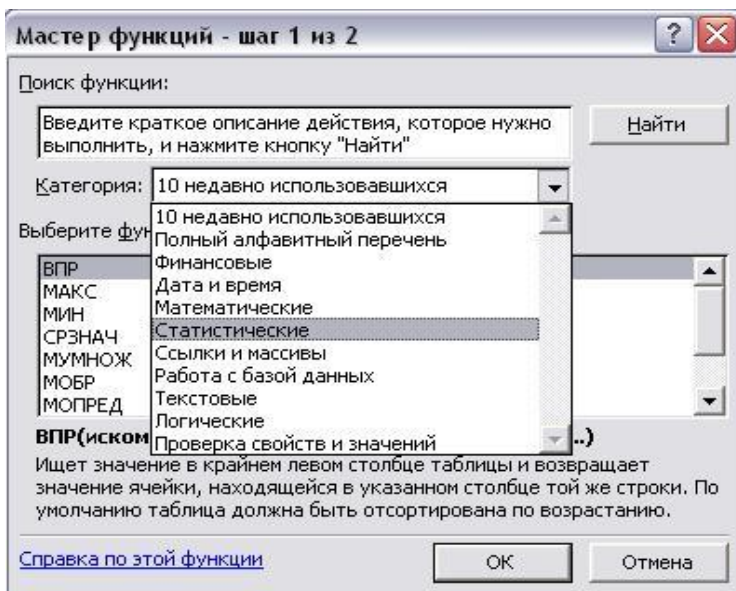 Мастер функций - шаг 1 из 2
Поиск функции:
Введите краткое описание действия, которое нужно
выполнить, и нажмите кнопку "Найти"
Найти
Категория: 10 недавно использовавшихся
10 недавно использовавшихся
Полный алфавитный перечень
Финансовые
Дата и время
Математические
Статистические
Ссылки и массивы
Работа с базой данных
Текстовые
Логические
Проверка свойств и значений
Выберите фун
ВПР
МАКС
МИН
СРЗНАЧ
МУМНОЖ
МОБР
МОПРЕД
ВПР(иском ..)
Ищет значение в крайнем левом столбце таблицы и возвращает
значение ячейки, находящейся в указанном столбце той же строки. По
умолчанию таблица должна быть отсортирована по возрастанию.
Справка по этой функции
ОК
Отмена